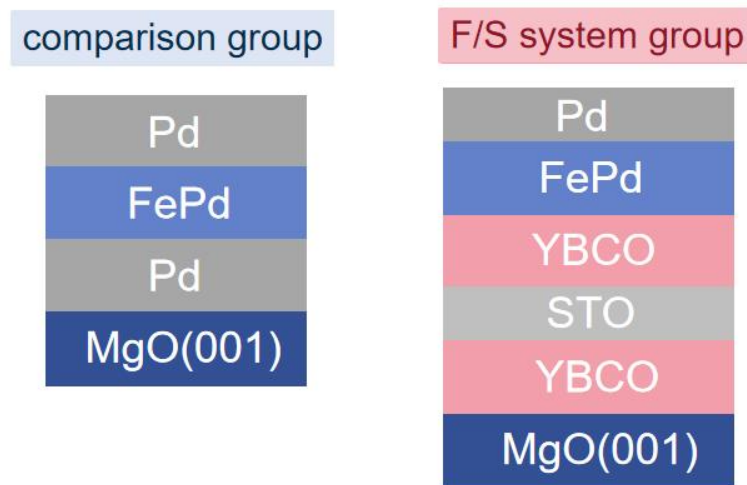 comparison group
Pd
FePd
Pd
MgO(001)
F/S system group
Pd
FePd
YBCO
STO
YBCO
MgO(001)